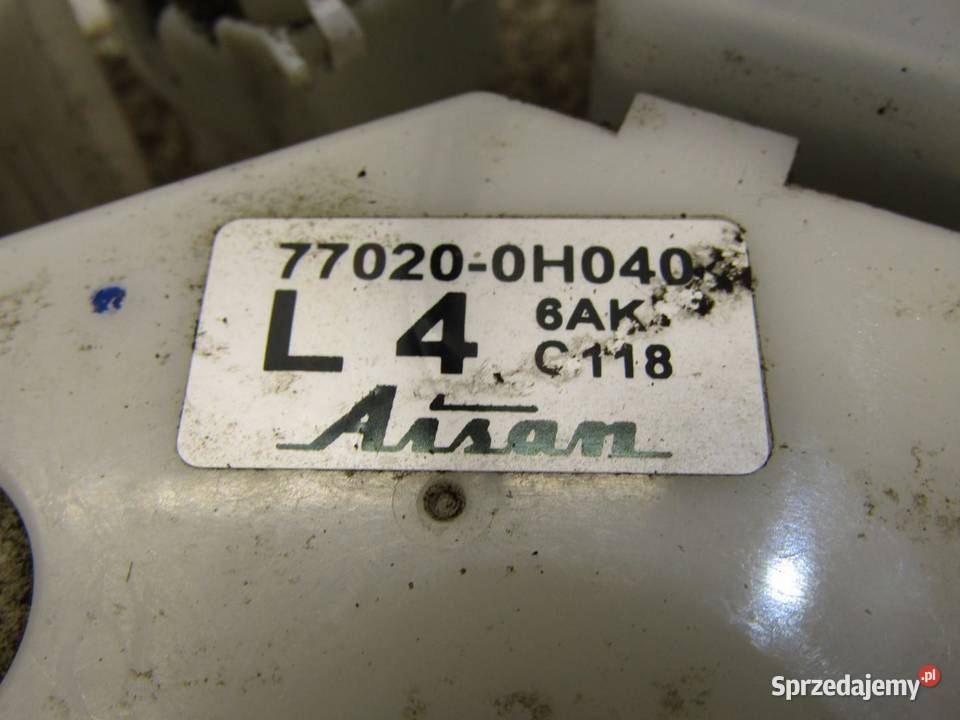 77020-0H040
L 4
6AK
C118
Aisan
Sprzedajemy.pl